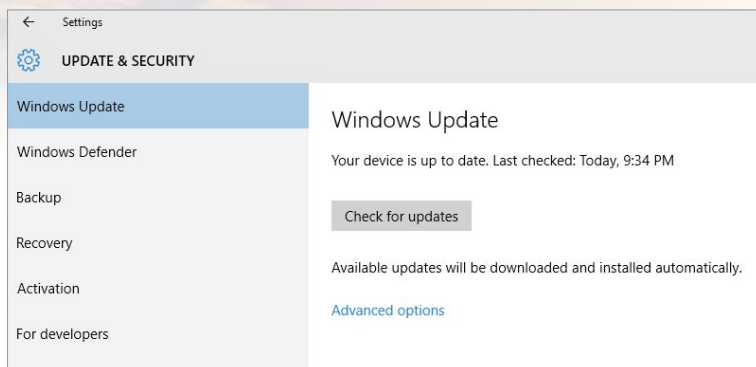 Settings
UPDATE & SECURITY
Windows Update
Windows Defender
Backup
Recovery
Activation
For developers
Windows Update
Your device is up to date. Last checked: Today, 9:34 PM
Check for updates
Available updates will be downloaded and installed automatically.
Advanced options